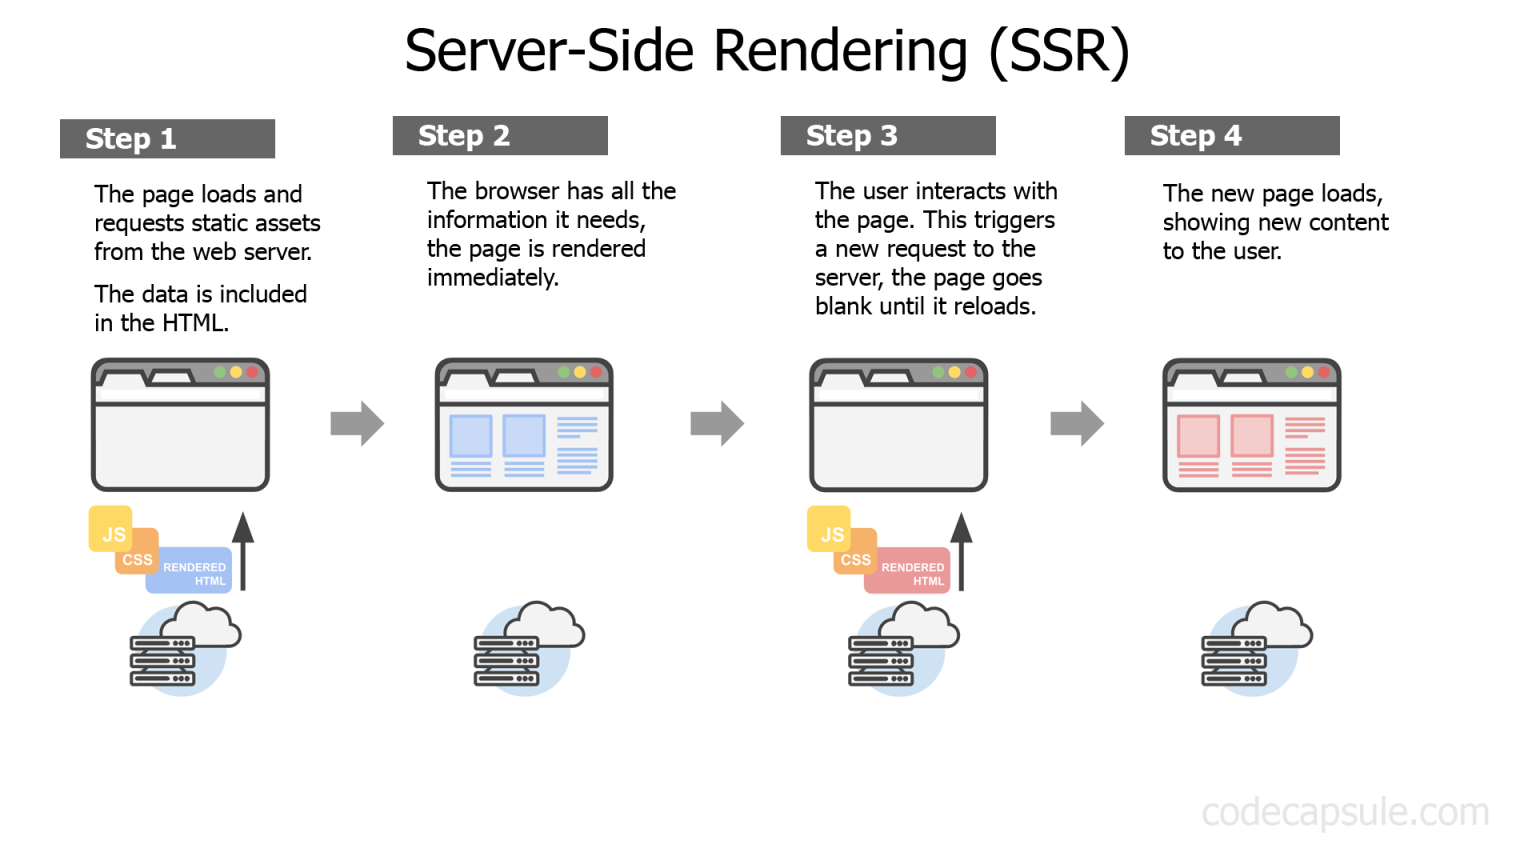 Server-Side Rendering (SSR)
Step 1
The page loads and
requests static assets
from the web server.
The data is included
in the HTML.
JS
CSS
RENDERED
HTML
Step 2
The browser has all the
information it needs,
the page is rendered
immediately.
Step 3
The user interacts with
the page. This triggers
a new request to the
server, the page goes
blank until it reloads.
JS
CSS
RENDERED
HTML
Step 4
The new page loads,
showing new content
to the user.
codecapsule.com